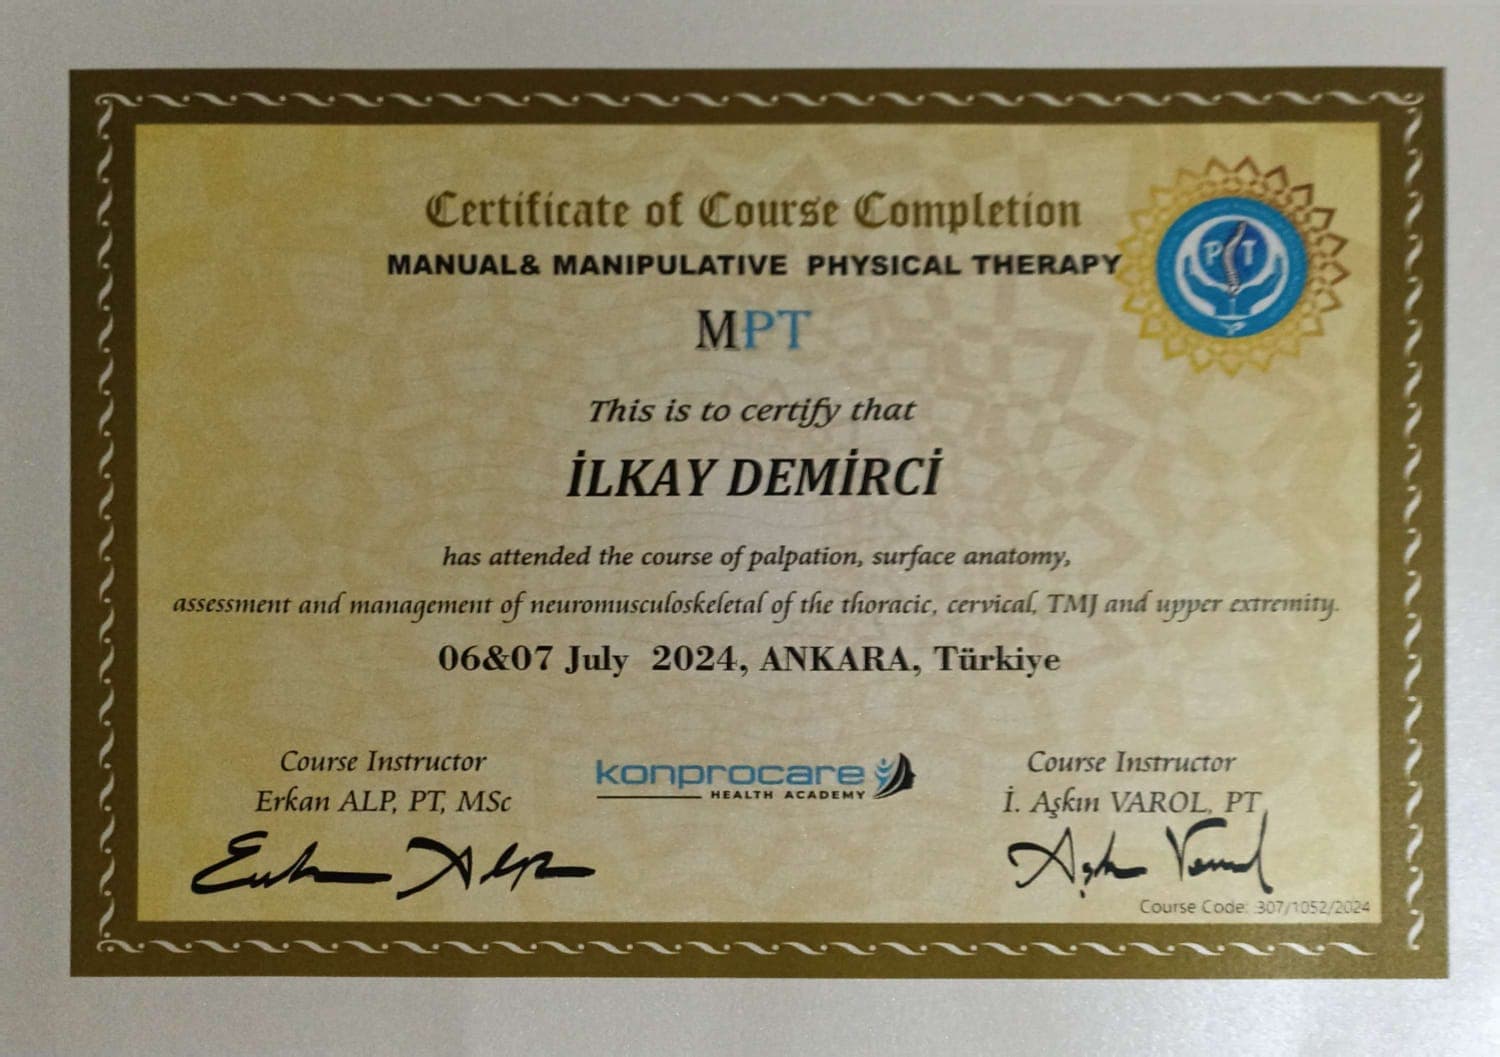 Certificate of Course Completion
MANUAL& MANIPULATIVE PHYSICAL THERAPY
PT
MPT
This is to certify that
İLKAY DEMİRCİ
has attended the course of palpation, surface anatomy,
assessment and management of neuromusculoskeletal of the thoracic, cervical, TMJ and upper extremity.
06&07 July 2024, ANKARA, Türkiye
Course Instructor
Erkan ALP, PT, MSc
konprocare
HEALTH ACADEMY
Course Instructor
İ. Aşkın VAROL, PT
Course Code: 307/1052/2024